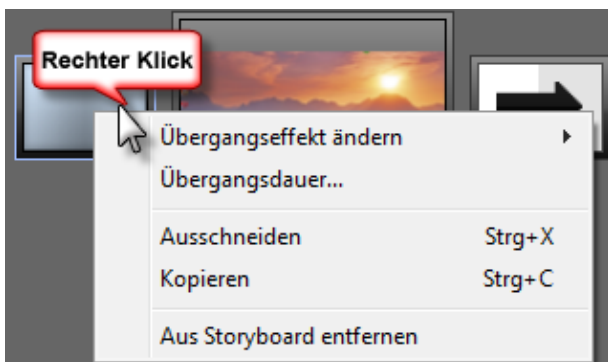 Rechter Klick
Übergangseffekt ändern
Übergangsdauer...
Ausschneiden Strg+X
Kopieren Strg+C
Aus Storyboard entfernen